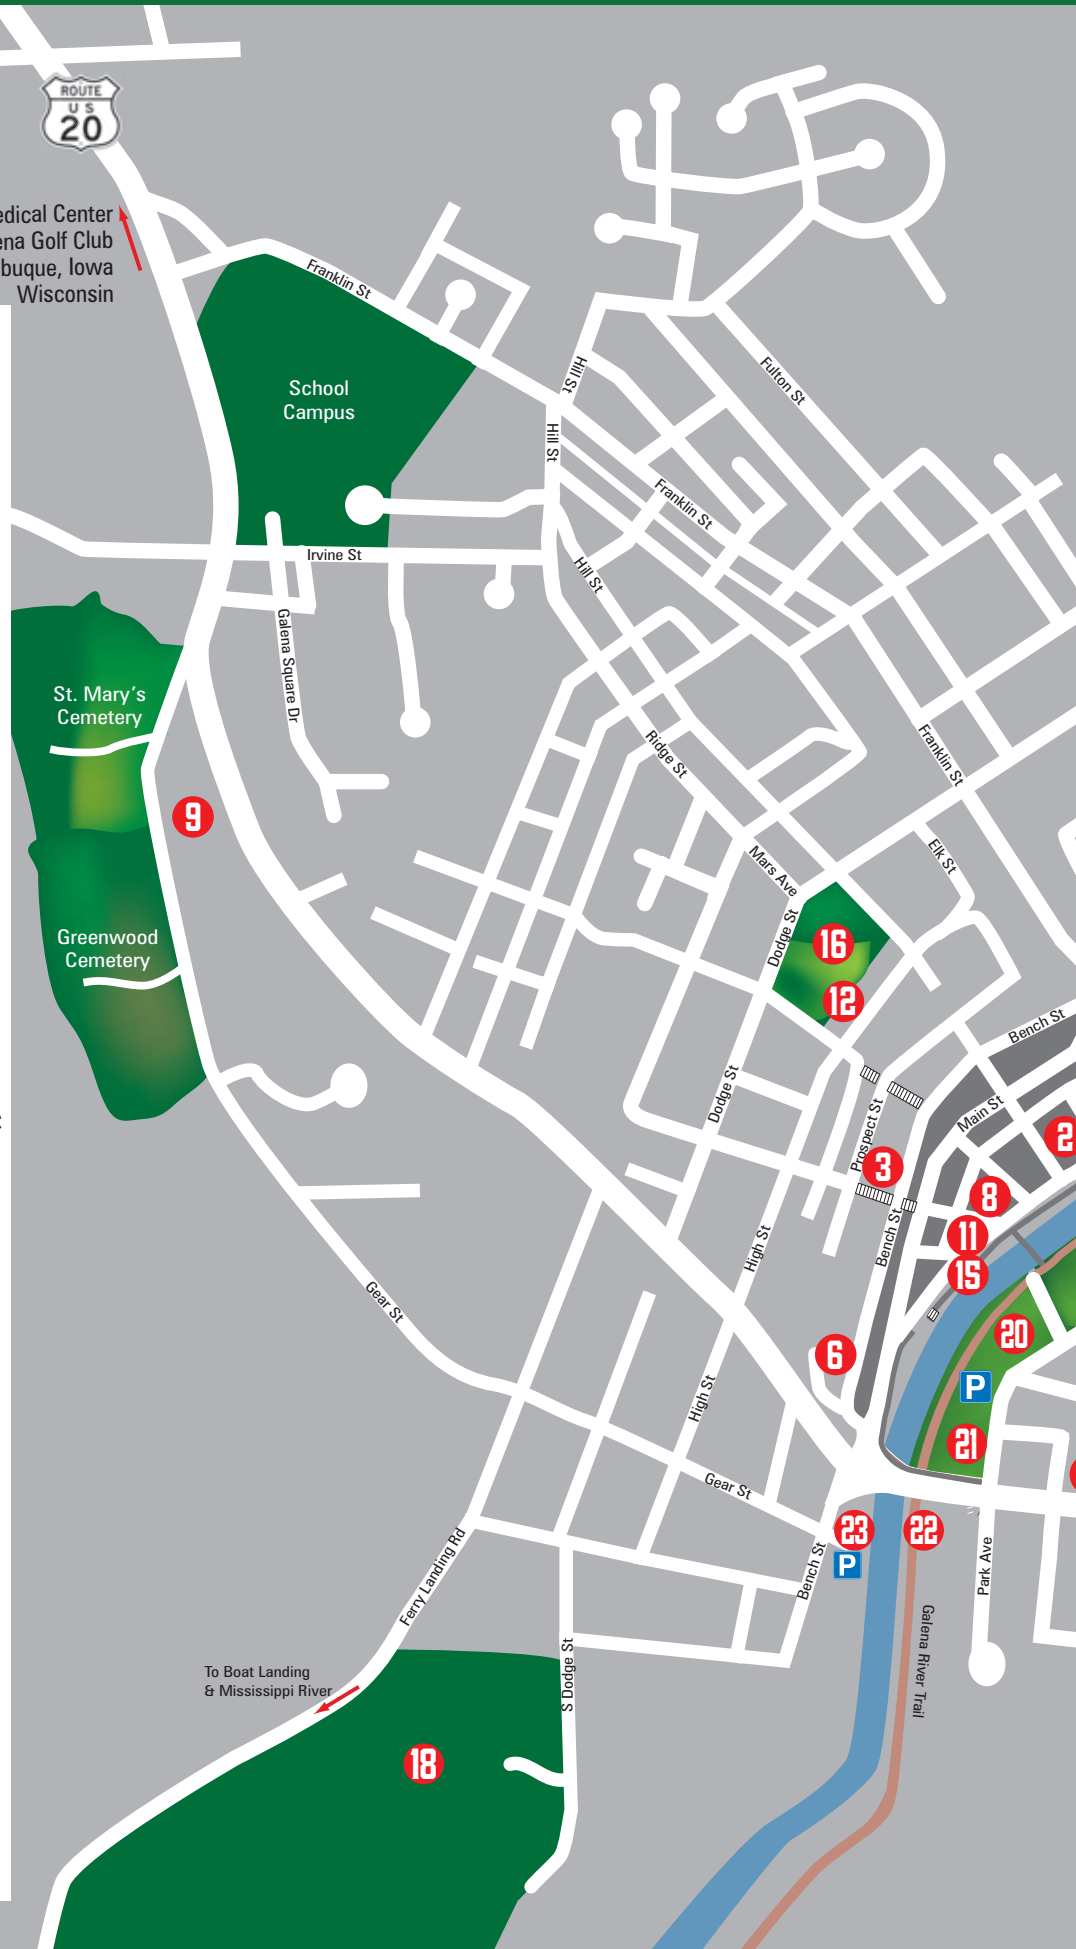 ROUTE
U S
20
edical Center
ena Golf Club
buque, Iowa
Wisconsin
Franklin St
School
Campus
Hill St
Hill St
Fulton St
Franklin St
Irvine St
Hill St
Galena Square Dr
St. Mary's
Cemetery
Ridge St
Franklin St
9
Mars Ave
Elk St
Dodge St
16
Greenwood
Cemetery
12
Bench St
Dodge St
Main St
Prospect St
2
3
8
Bench St
11
High St
15
Gear St
20
6
P
High St
21
Gear St
23
22
P
Bench St
Park Ave
Ferry Landing Rd
Galena River Trail
S Dodge St
To Boat Landing
& Mississippi River
18